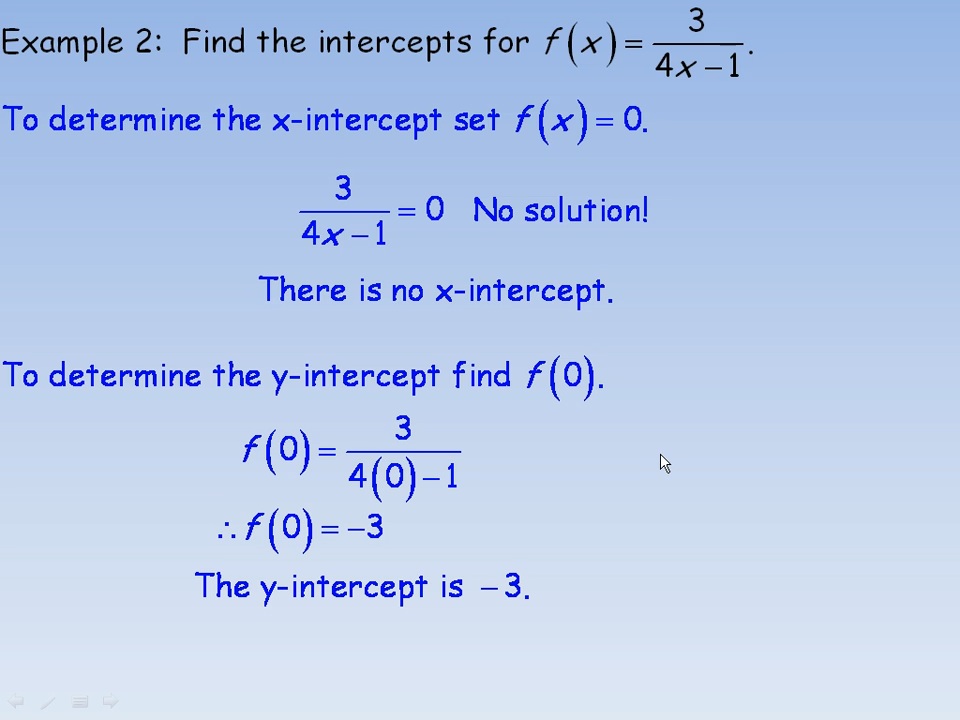 Example 2: Find the intercepts for f(x) = 3/(4x − 1).
To determine the x-intercept set f(x) = 0.
3/(4x − 1) = 0 No solution!
There is no x-intercept.
To determine the y-intercept find f(0).
f(0) = 3/(4(0) − 1)
∴ f(0) = −3
The y-intercept is −3.